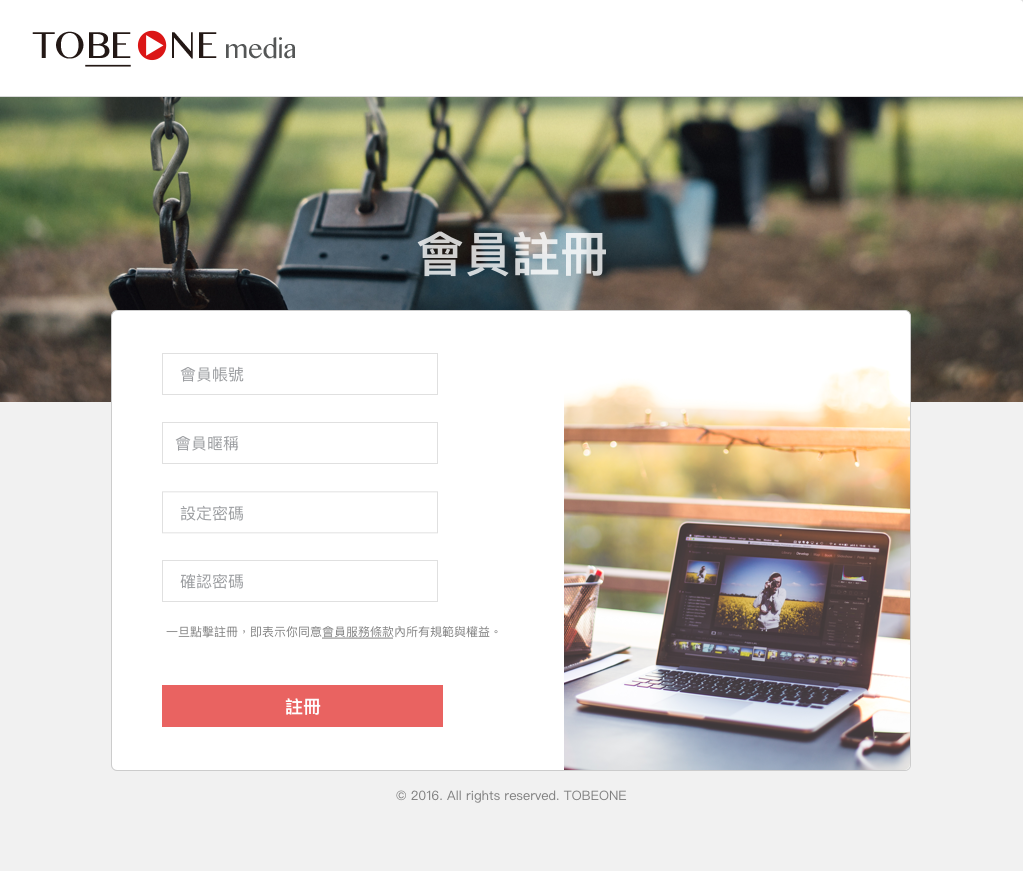 TOBEONE media
會員註冊
會員帳號
會員暱稱
設定密碼
確認密碼
一旦點擊註冊，即表示你同意會員服務條款內所有規範與權益。
註冊
© 2016. All rights reserved. TOBEONE